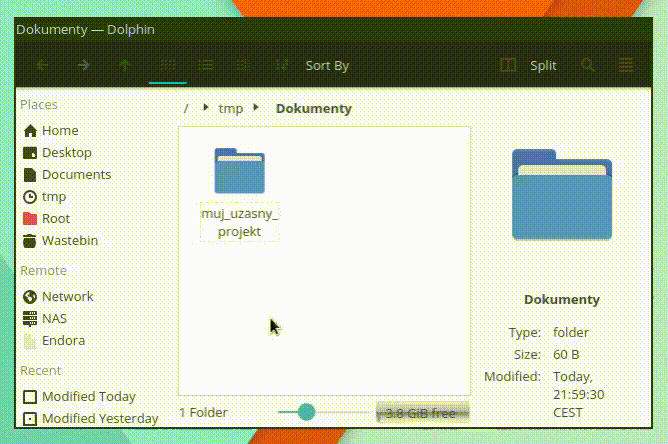 Dokumenty — Dolphin
Sort By
Split
Places
Home
Desktop
Documents
tmp
Root
Wastebin
Remote
Network
NAS
Endora
Recent
Modified Today
Modified Yesterday
/ tmp Dokumenty
muj_uzasny_
projekt
1 Folder
3.8 GiB free
Dokumenty
Type: folder
Size: 60 B
Modified: Today,
21:59:30
CEST